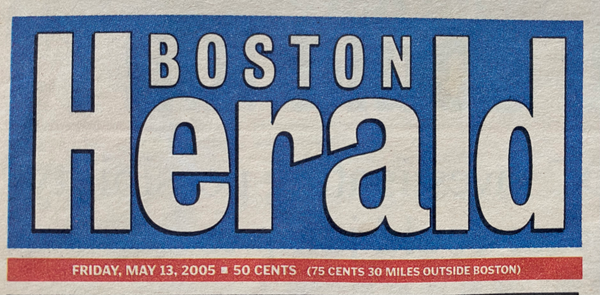 BOSTON
Herald
FRIDAY, MAY 13, 2005 ■ 50 CENTS (75 CENTS 30 MILES OUTSIDE BOSTON)